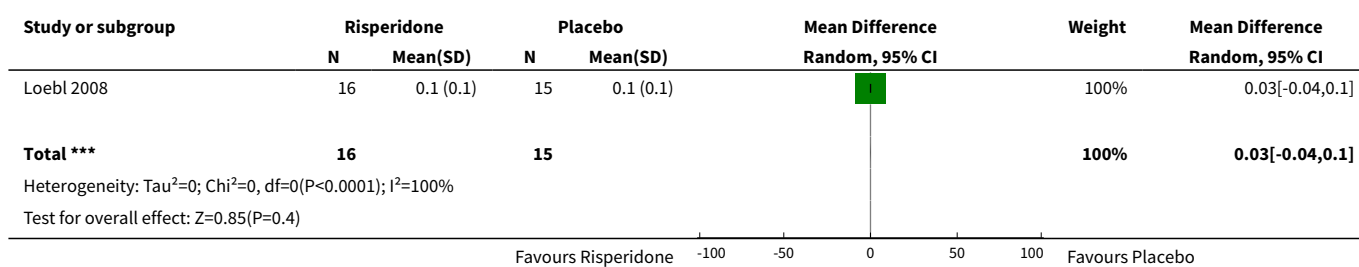 Study or subgroup Risperidone Placebo Mean Difference Weight Mean Difference
N Mean(SD) N Mean(SD) Random, 95% CI Random, 95% CI
Loebl 2008 16 0.1 (0.1) 15 0.1 (0.1) 100% 0.03[-0.04,0.1]
Total *** 16 15 100% 0.03[-0.04,0.1]
Heterogeneity: Tau²=0; Chi²=0, df=0(P<0.0001); I²=100%
Test for overall effect: Z=0.85(P=0.4)
Favours Risperidone -100 -50 0 50 100 Favours Placebo